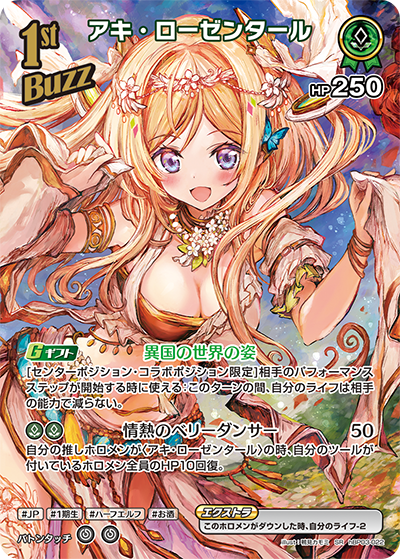 1st
Buzz
アキ・ローゼンタール
HP 250
ギフト 異国の世界の姿
[センターポジション・コラボポジション限定]相手のパフォーマンス
ステップが開始する時に使える:このターンの間、自分のライフは相手
の能力で減らない。
情熱のベリーダンサー 50
自分の推しホロメンが〈アキ・ローゼンタール〉の時、自分のツールが
付いているホロメン全員のHP10回復。
#JP #1期生 #ハーフエルフ #お酒
エクストラ
このホロメンがダウンした時、自分のライフ-2
バトンタッチ
illust:
SR hBP03-022